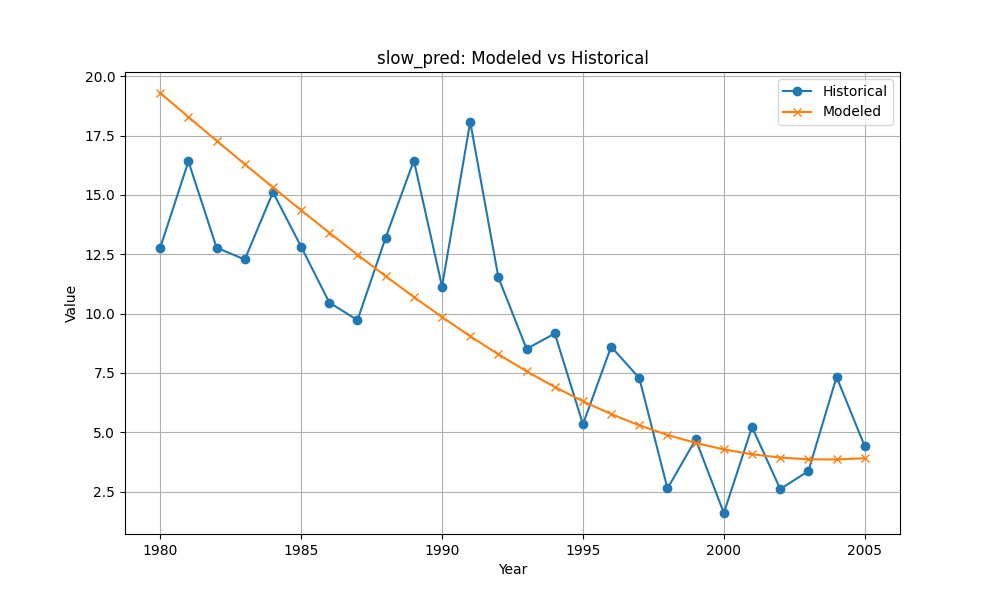 slow_pred: Modeled vs Historical
Historical
Modeled
20.0
17.5
15.0
12.5
10.0
7.5
5.0
2.5
Value
1980 1985 1990 1995 2000 2005
Year